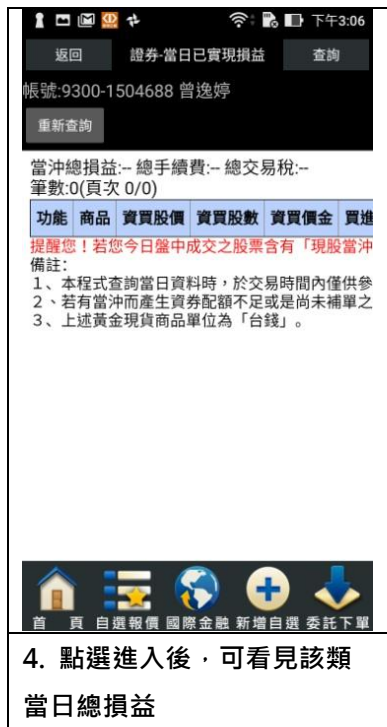 下午3:06
返回 證券-當日已實現損益 查詢
帳號:9300-1504688 曾逸婷
重新查詢
當沖總損益:-- 總手續費:-- 總交易稅:--
筆數:0(頁次 0/0)
功能 商品 資買股價 資買股數 資買價金 買進
提醒您！若您今日盤中成交之股票含有「現股當沖
備註:
1、本程式查詢當日資料時，於交易時間內僅供參
2、若有當沖而產生資券配額不足或是尚未補單之
3、上述黃金現貨商品單位為「台錢」。
首 頁 自選報價 國際金融 新增自選 委託下單
4. 點選進入後，可看見該類
當日總損益